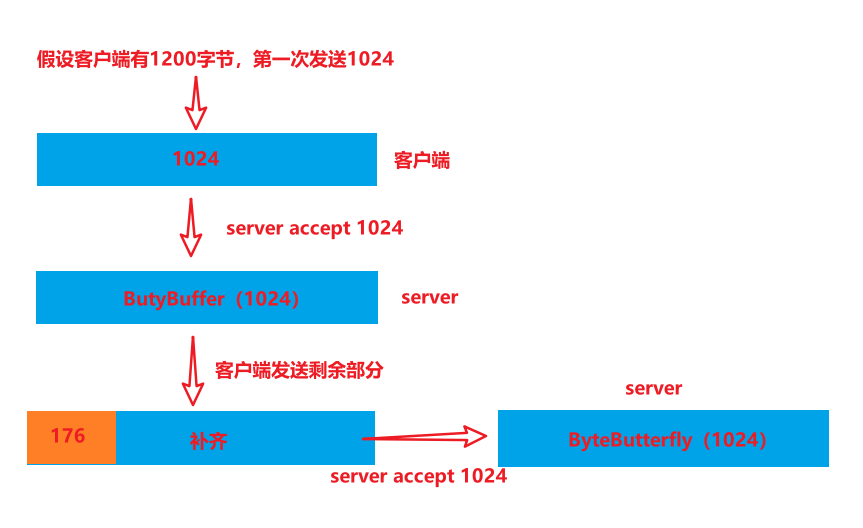 假设客户端有1200字节，第一次发送1024
1024
客户端
server accept 1024
ButyBuffer（1024）
server
客户端发送剩余部分
server
176
补齐
ByteButterfly（1024）
server accept 1024